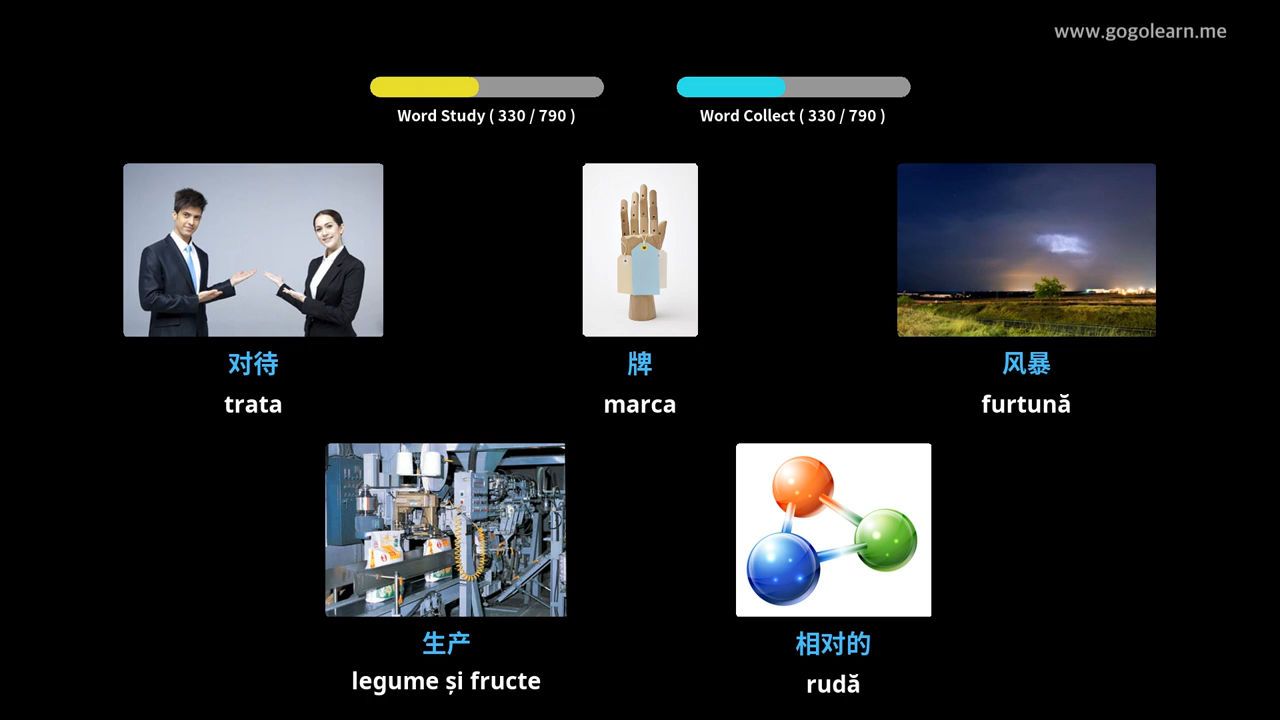 www.gogolearn.me
Word Study ( 330 / 790 )
Word Collect ( 330 / 790 )
对待
trata
牌
marca
风暴
furtună
生产
legume și fructe
相对的
rudă